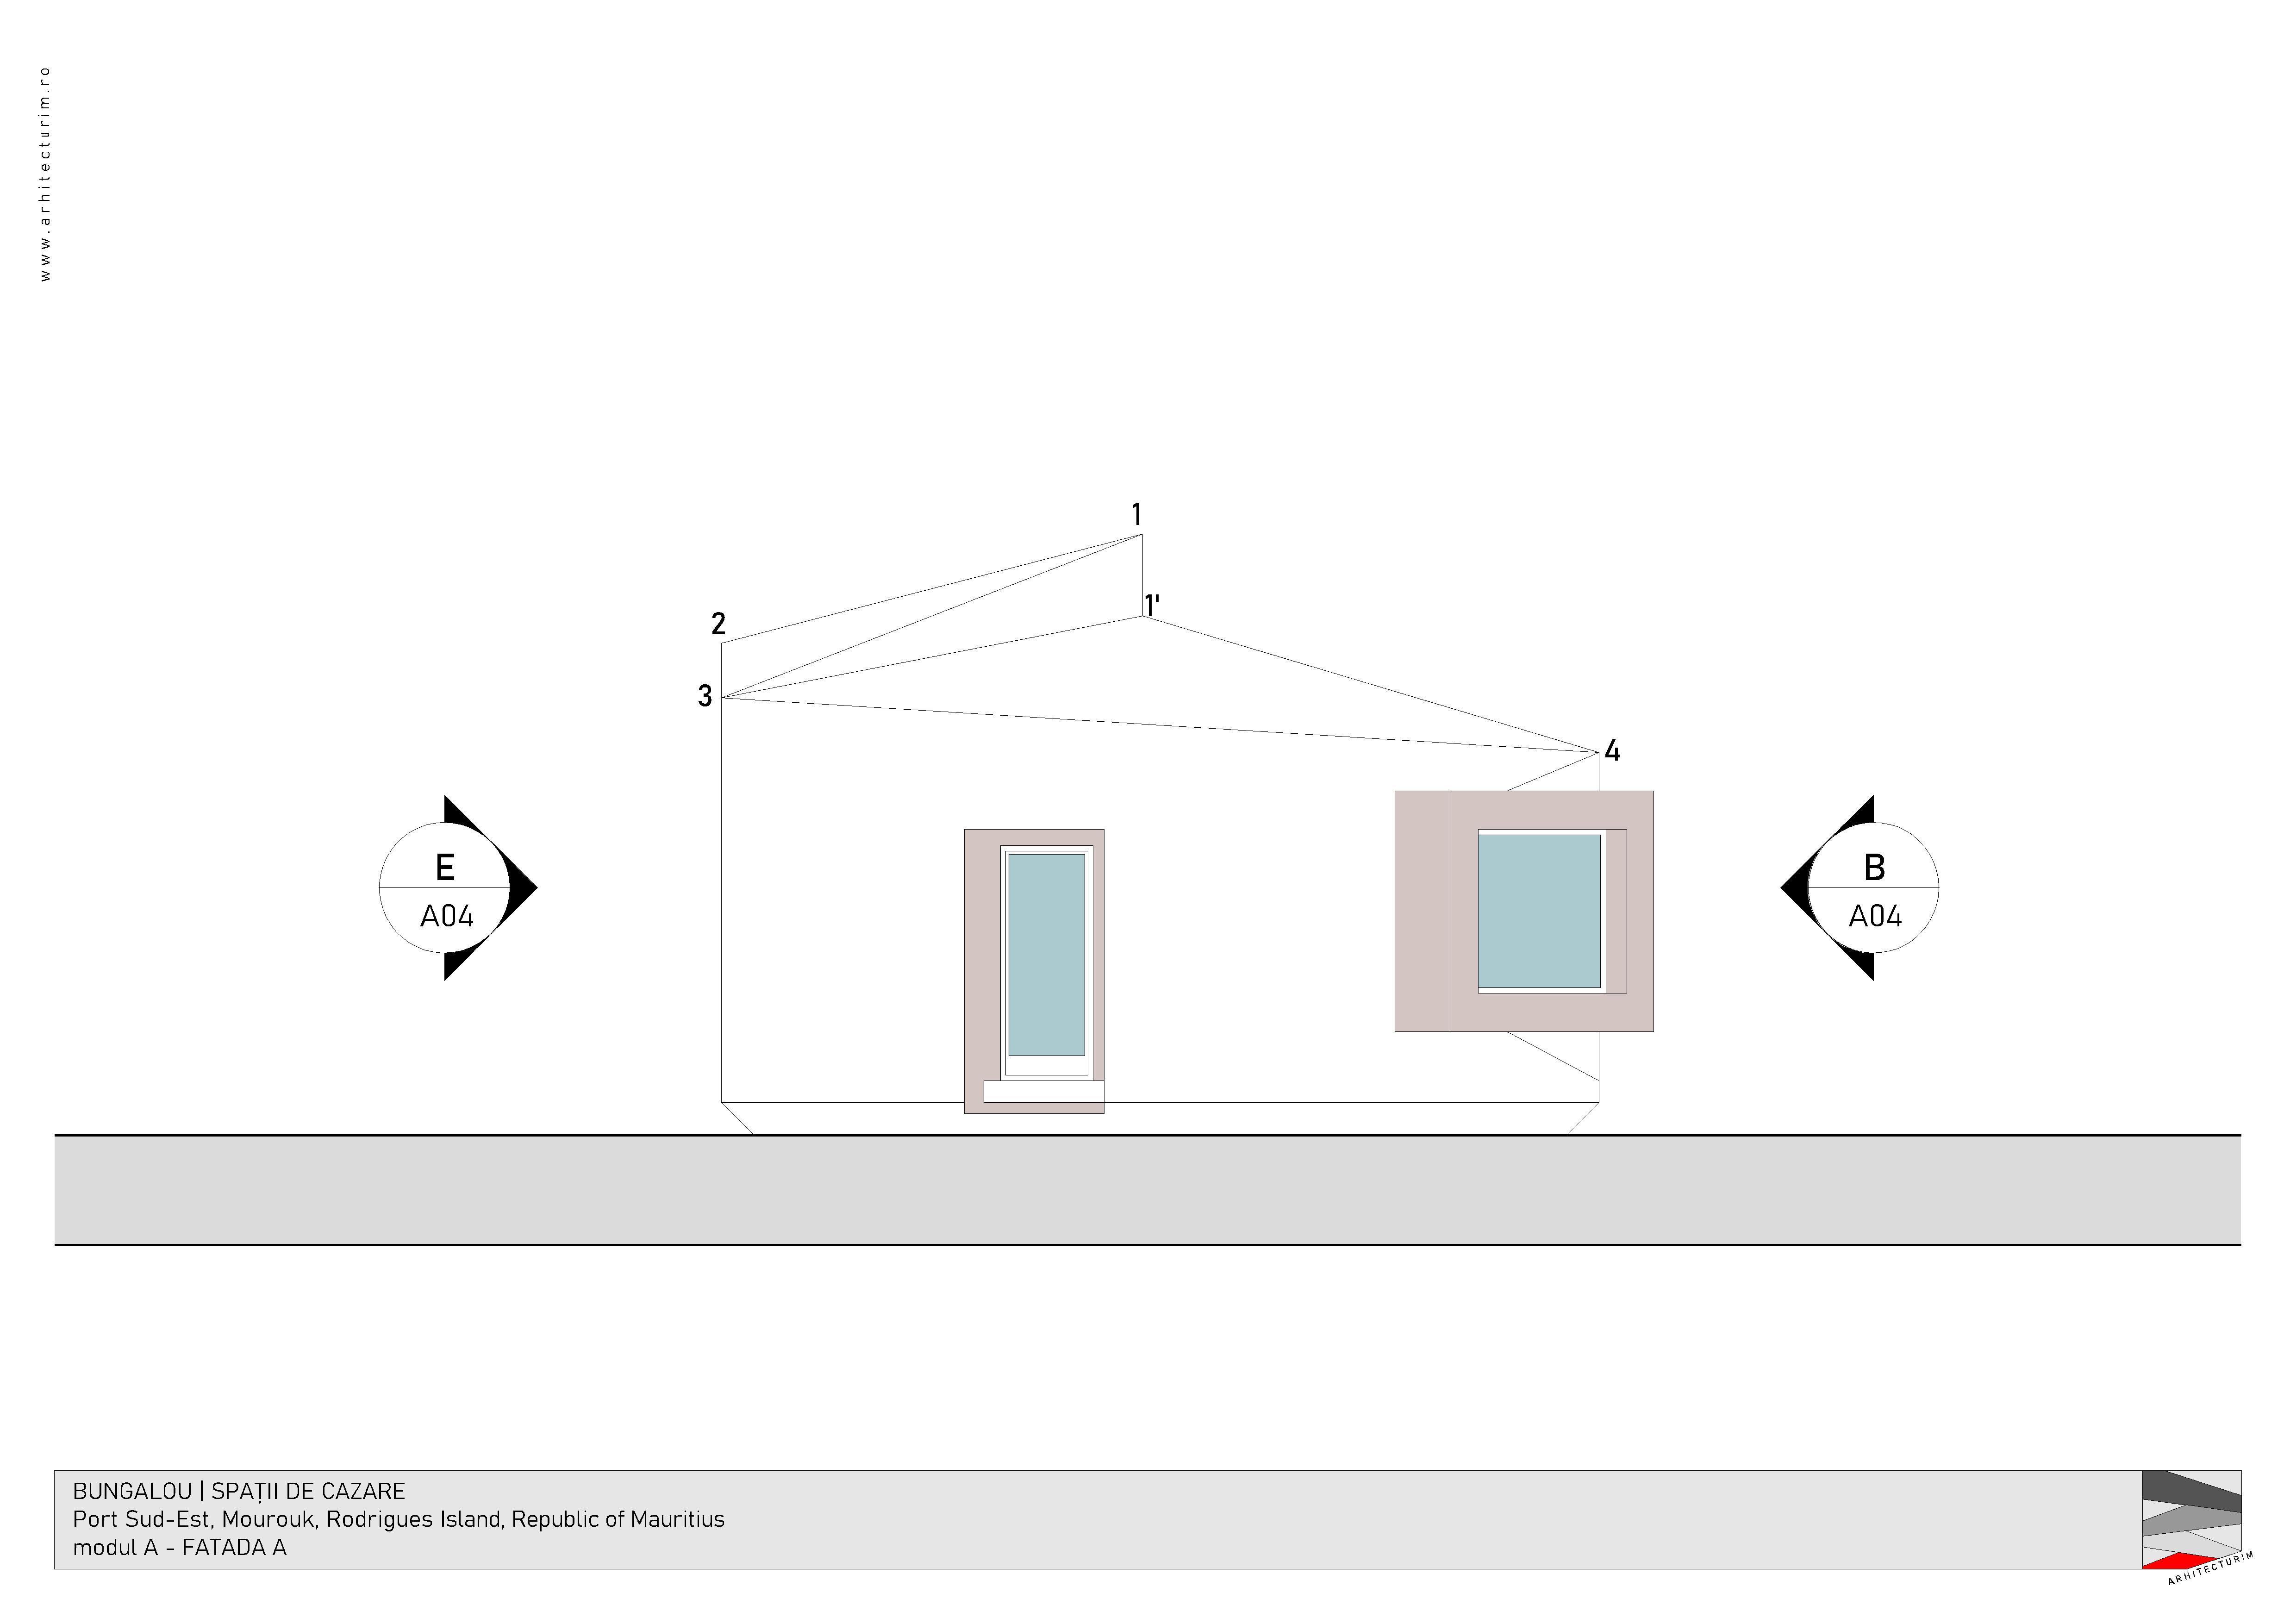 www.arhitecturim.ro
1
1'
2
3
4
E
A04
B
A04
BUNGALOU | SPAȚII DE CAZARE
Port Sud-Est, Mourouk, Rodrigues Island, Republic of Mauritius
modul A - FATADA A
ARHITECTURIM